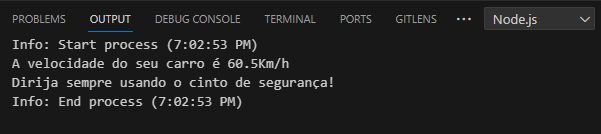 PROBLEMS OUTPUT DEBUG CONSOLE TERMINAL PORTS GITLENS ··· Node.js
Info: Start process (7:02:53 PM)
A velocidade do seu carro é 60.5Km/h
Dirija sempre usando o cinto de segurança!
Info: End process (7:02:53 PM)